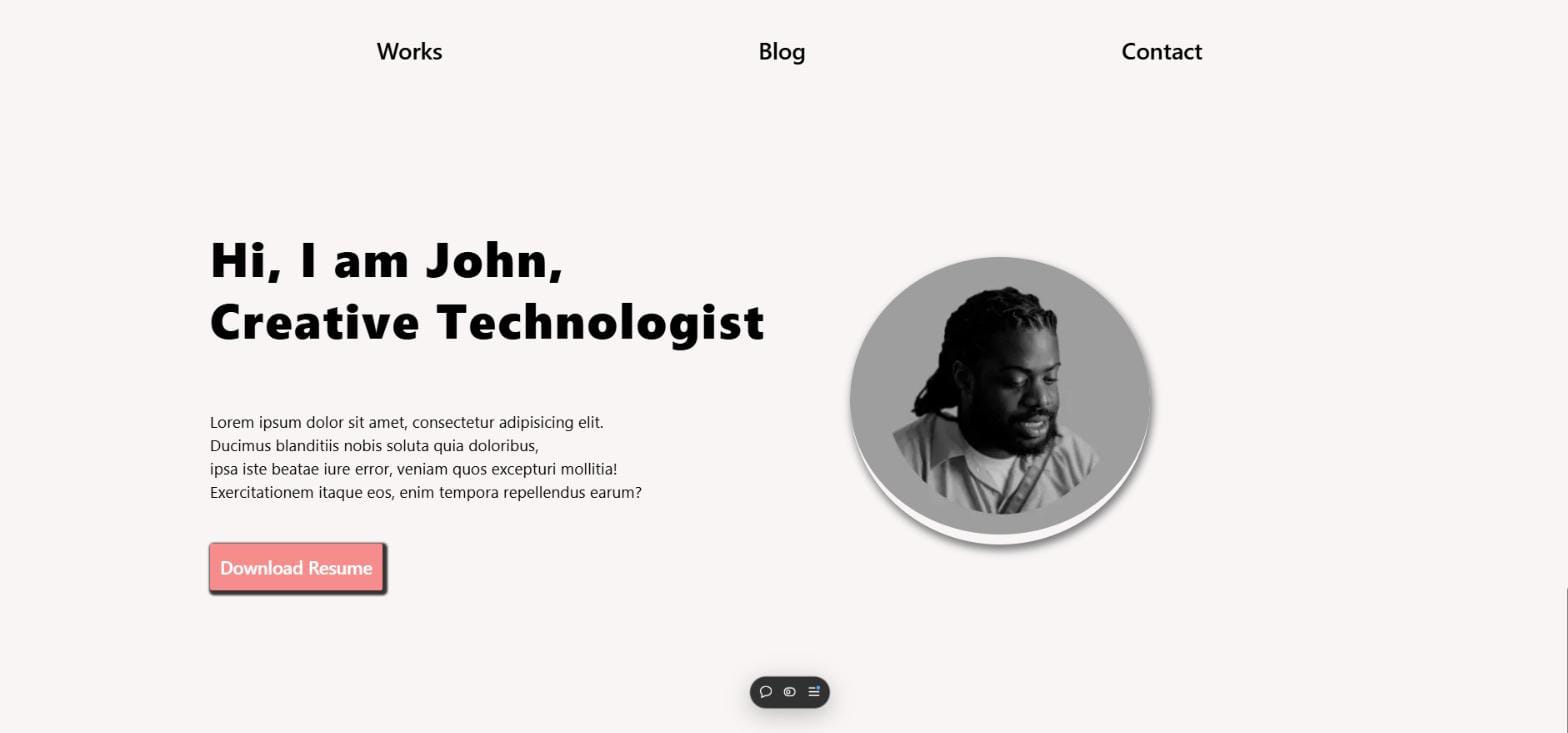 Works
Blog
Contact
Hi, I am John,
Creative Technologist
Lorem ipsum dolor sit amet, consectetur adipisicing elit.
Ducimus blanditiis nobis soluta quia doloribus,
ipsa iste beatae iure error, veniam quos excepturi mollitia!
Exercitationem itaque eos, enim tempora repellendus earum?
Download Resume